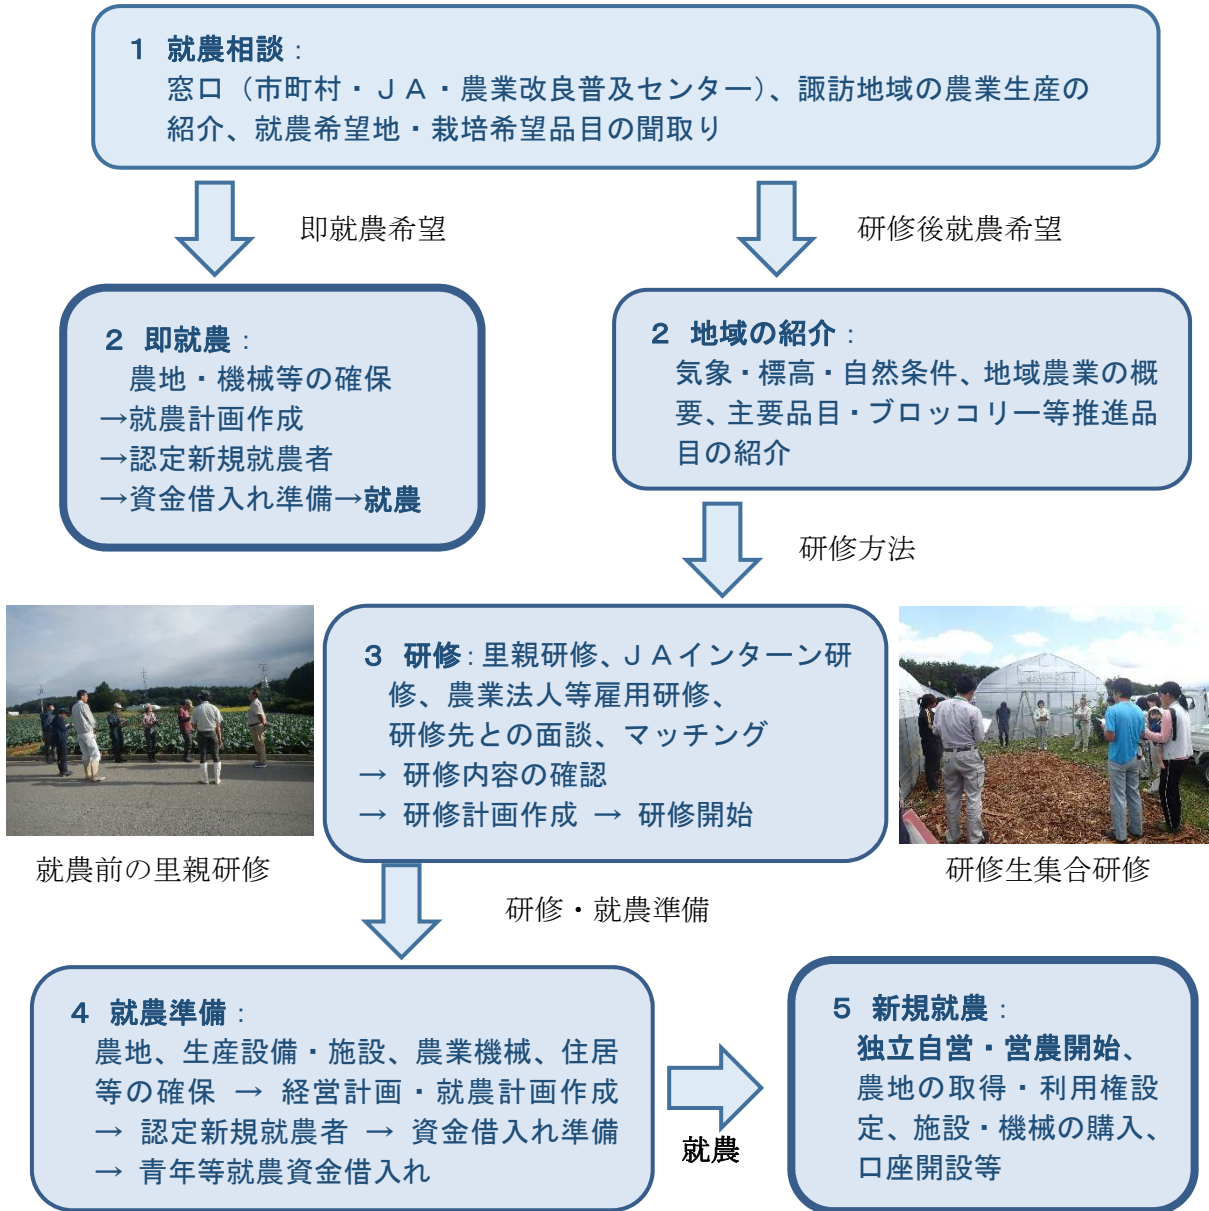 1 就農相談：
窓口（市町村・ＪＡ・農業改良普及センター）、諏訪地域の農業生産の
紹介、就農希望地・栽培希望品目の聞取り
即就農希望
研修後就農希望
2 即就農：
農地・機械等の確保
→就農計画作成
→認定新規就農者
→資金借入れ準備→就農
2 地域の紹介：
気象・標高・自然条件、地域農業の概
要、主要品目・ブロッコリー等推進品
目の紹介
研修方法
3 研修：里親研修、ＪＡインターン研
修、農業法人等雇用研修、
研修先との面談、マッチング
→ 研修内容の確認
→ 研修計画作成 → 研修開始
就農前の里親研修
研修生集合研修
研修・就農準備
4 就農準備：
農地、生産設備・施設、農業機械、住居
等の確保 → 経営計画・就農計画作成
→ 認定新規就農者 → 資金借入れ準備
→ 青年等就農資金借入れ
就農
5 新規就農：
独立自営・営農開始、
農地の取得・利用権設
定、施設・機械の購入、
口座開設等